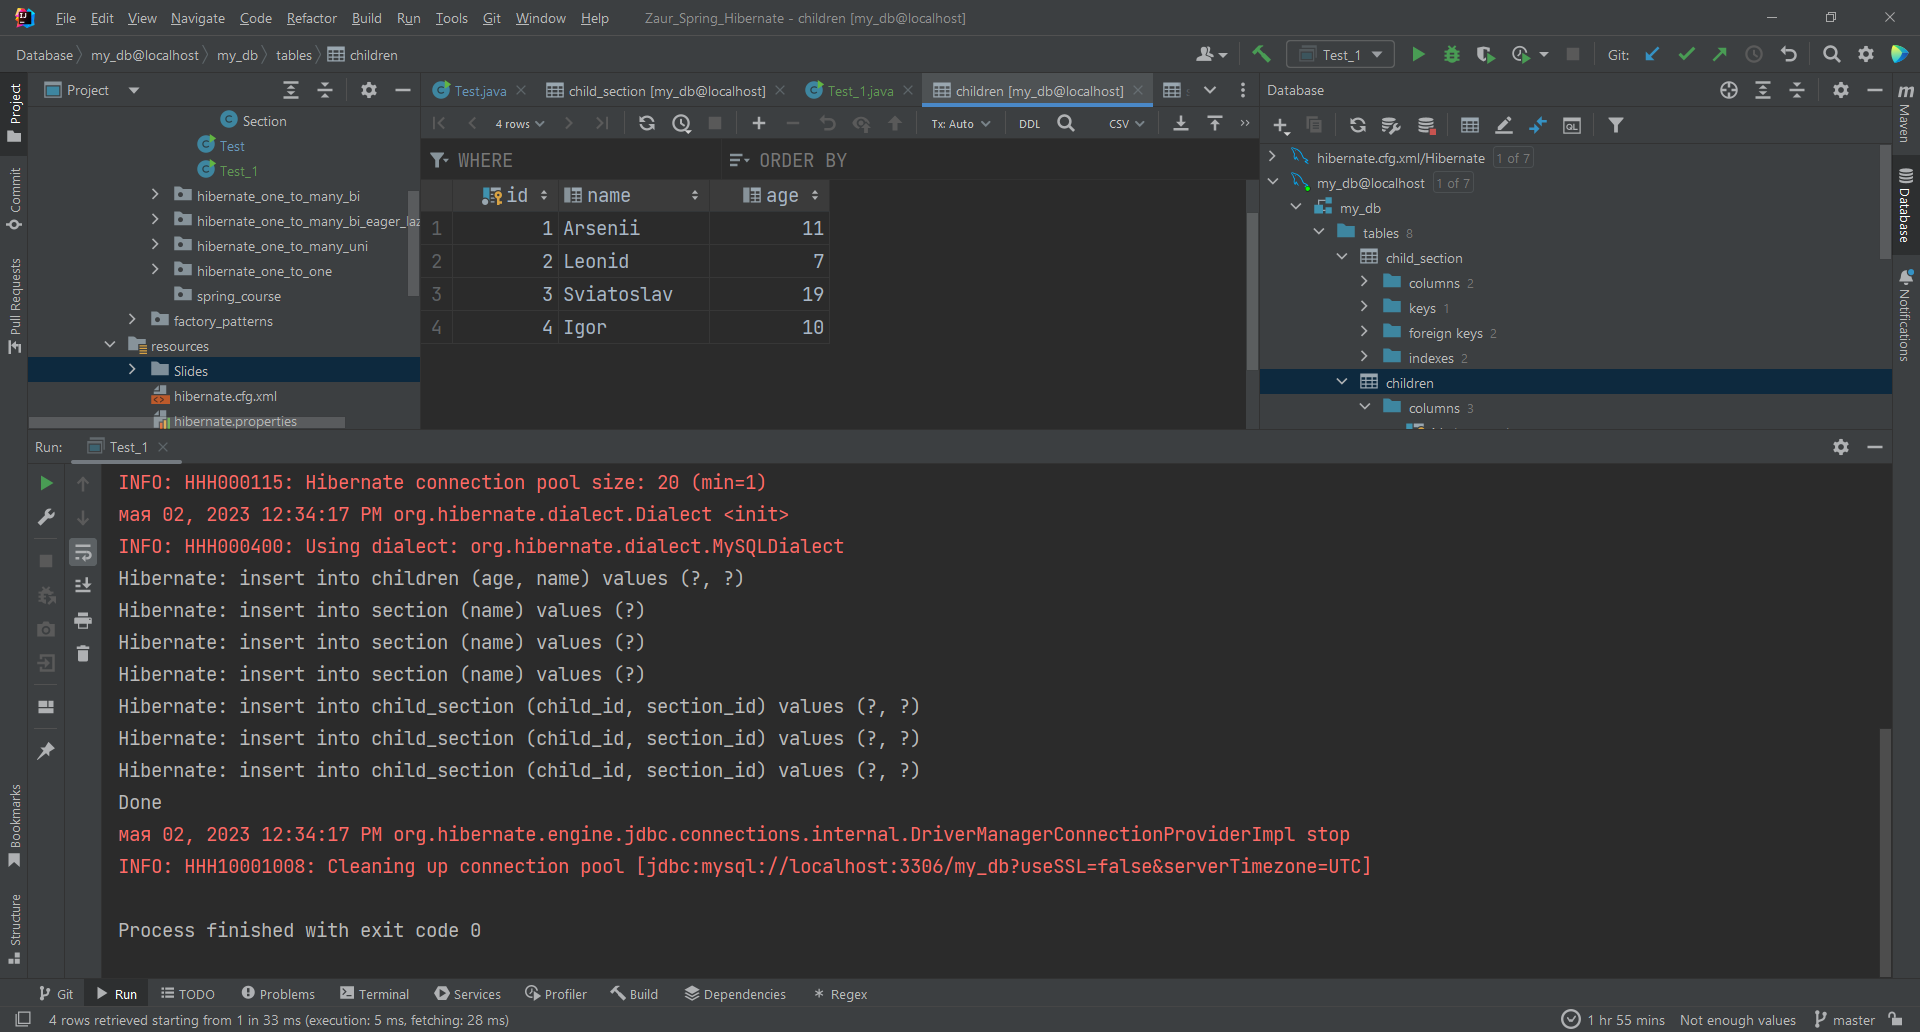 File Edit View Navigate Code Refactor Build Run Tools Git Window Help Zaur_Spring_Hibernate - children [my_db@localhost]
Database my_db@localhost my_db tables children
Test_1
Git:
Project
Commit
Pull Requests
Bookmarks
Structure
Project
Section
Test
Test_1
hibernate_one_to_many_bi
hibernate_one_to_many_bi_eager_laz
hibernate_one_to_many_uni
hibernate_one_to_one
spring_course
factory_patterns
resources
Slides
hibernate.cfg.xml
hibernate.properties
Test.java child_section [my_db@localhost] Test_1.java children [my_db@localhost]
4 rows Tx: Auto DDL CSV
WHERE ORDER BY
id name age
1 1 Arsenii 11
2 2 Leonid 7
3 3 Sviatoslav 19
4 4 Igor 10
Database
hibernate.cfg.xml/Hibernate 1 of 7
my_db@localhost 1 of 7
my_db
tables 8
child_section
columns 2
keys 1
foreign keys 2
indexes 2
children
columns 3
Maven
Database
Notifications
Run: Test_1
INFO: HHH000115: Hibernate connection pool size: 20 (min=1)
мая 02, 2023 12:34:17 PM org.hibernate.dialect.Dialect <init>
INFO: HHH000400: Using dialect: org.hibernate.dialect.MySQLDialect
Hibernate: insert into children (age, name) values (?, ?)
Hibernate: insert into section (name) values (?)
Hibernate: insert into section (name) values (?)
Hibernate: insert into section (name) values (?)
Hibernate: insert into child_section (child_id, section_id) values (?, ?)
Hibernate: insert into child_section (child_id, section_id) values (?, ?)
Hibernate: insert into child_section (child_id, section_id) values (?, ?)
Done
мая 02, 2023 12:34:17 PM org.hibernate.engine.jdbc.connections.internal.DriverManagerConnectionProviderImpl stop
INFO: HHH10001008: Cleaning up connection pool [jdbc:mysql://localhost:3306/my_db?useSSL=false&serverTimezone=UTC]
Process finished with exit code 0
Git Run TODO Problems Terminal Services Profiler Build Dependencies Regex
4 rows retrieved starting from 1 in 33 ms (execution: 5 ms, fetching: 28 ms) 1 hr 55 mins Not enough values master